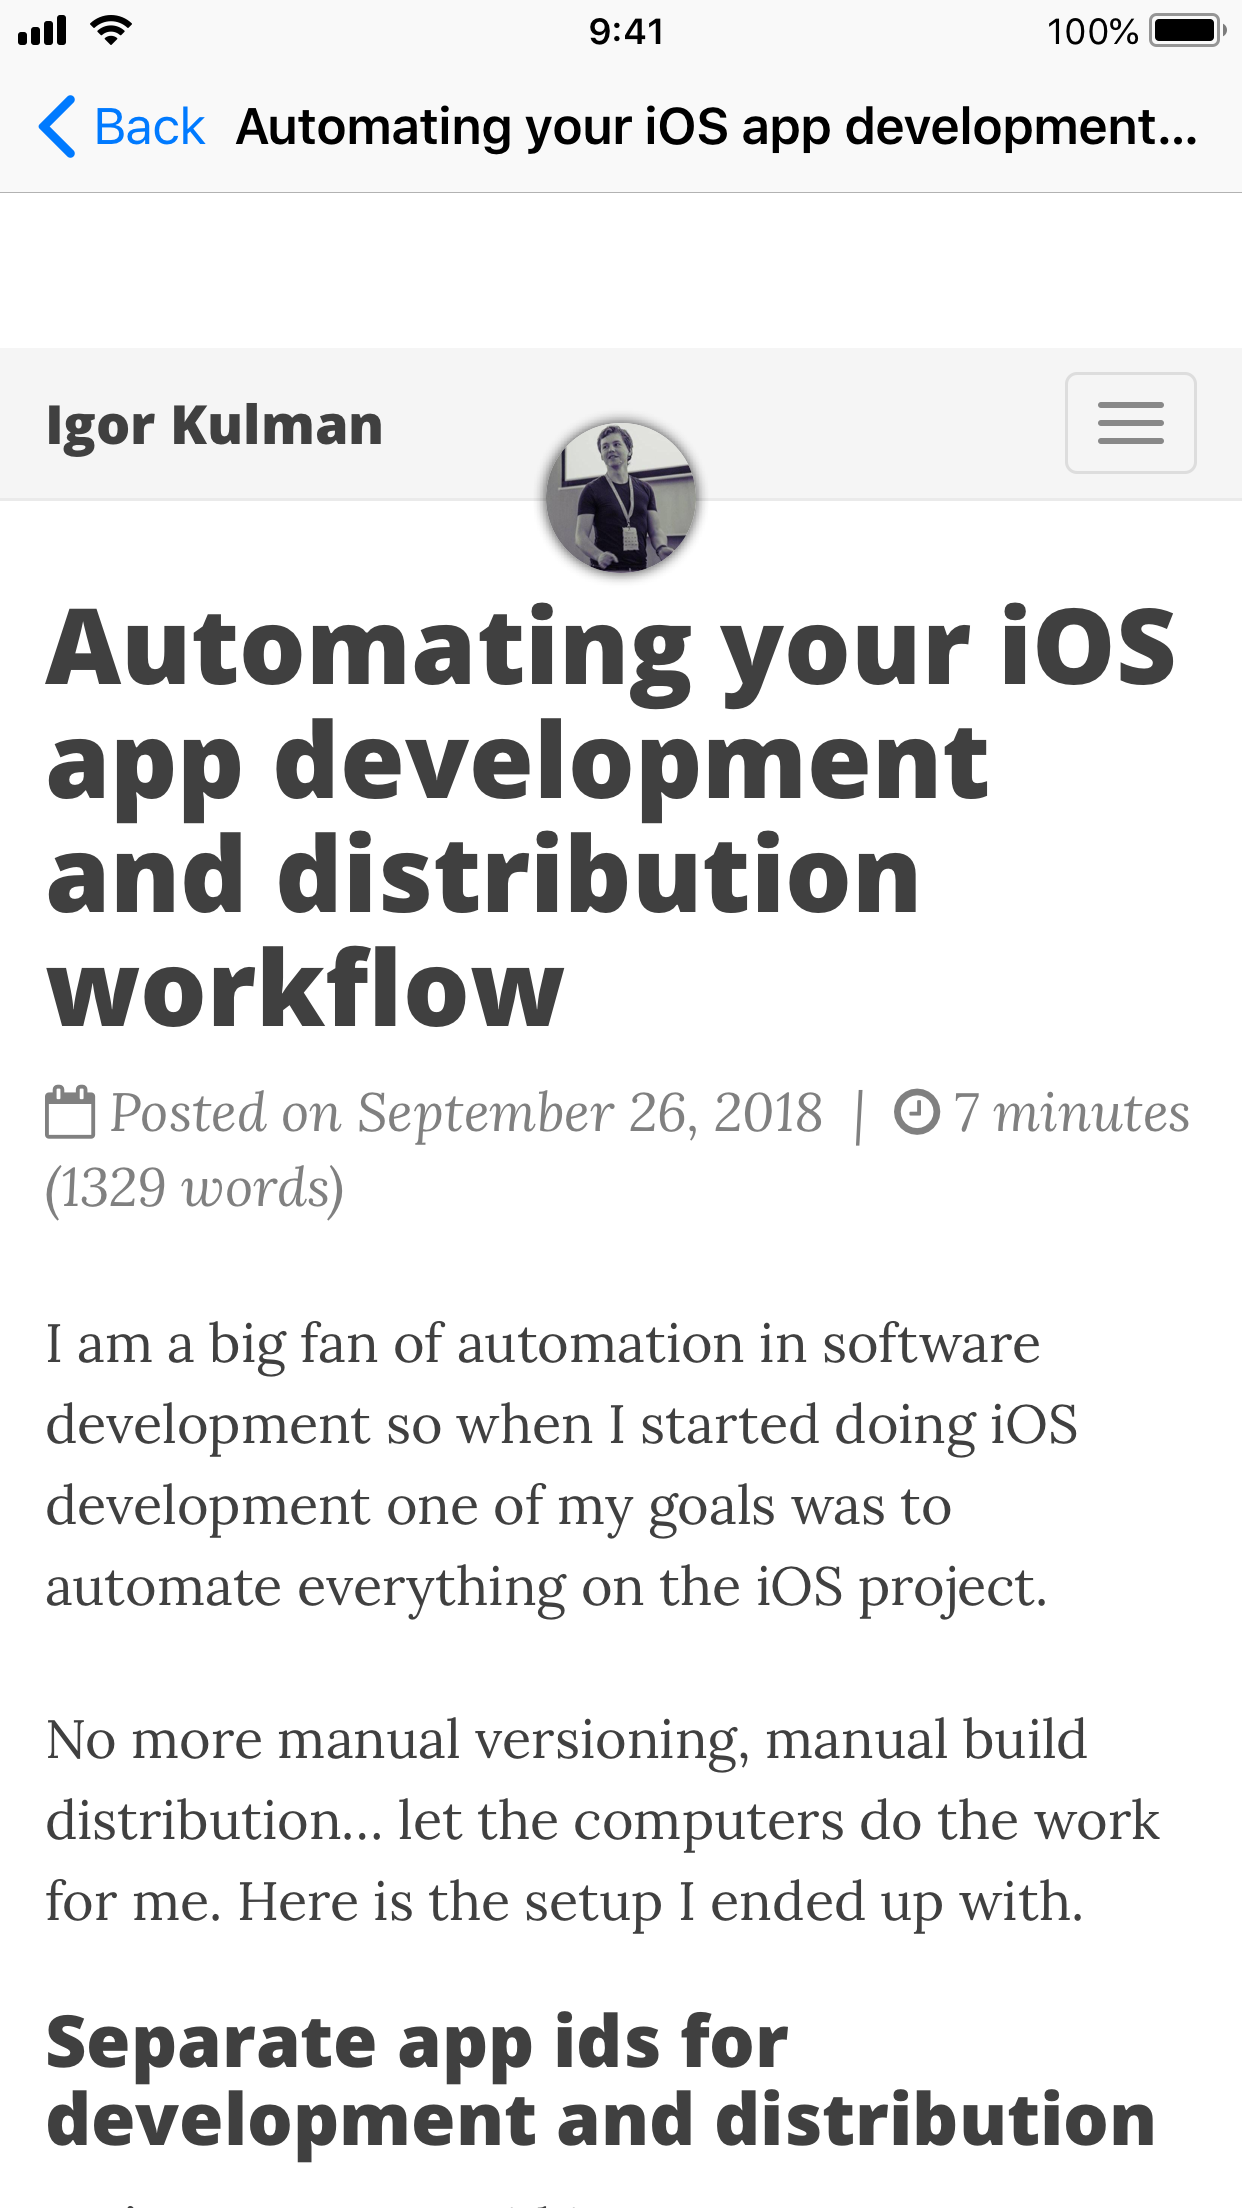 9:41
100%
Back
Automating your iOS app development...
Igor Kulman
Automating your iOS
app development
and distribution
workflow
Posted on September 26, 2018 | 7 minutes
(1329 words)
I am a big fan of automation in software
development so when I started doing iOS
development one of my goals was to
automate everything on the iOS project.
No more manual versioning, manual build
distribution... let the computers do the work
for me. Here is the setup I ended up with.
Separate app ids for
development and distribution